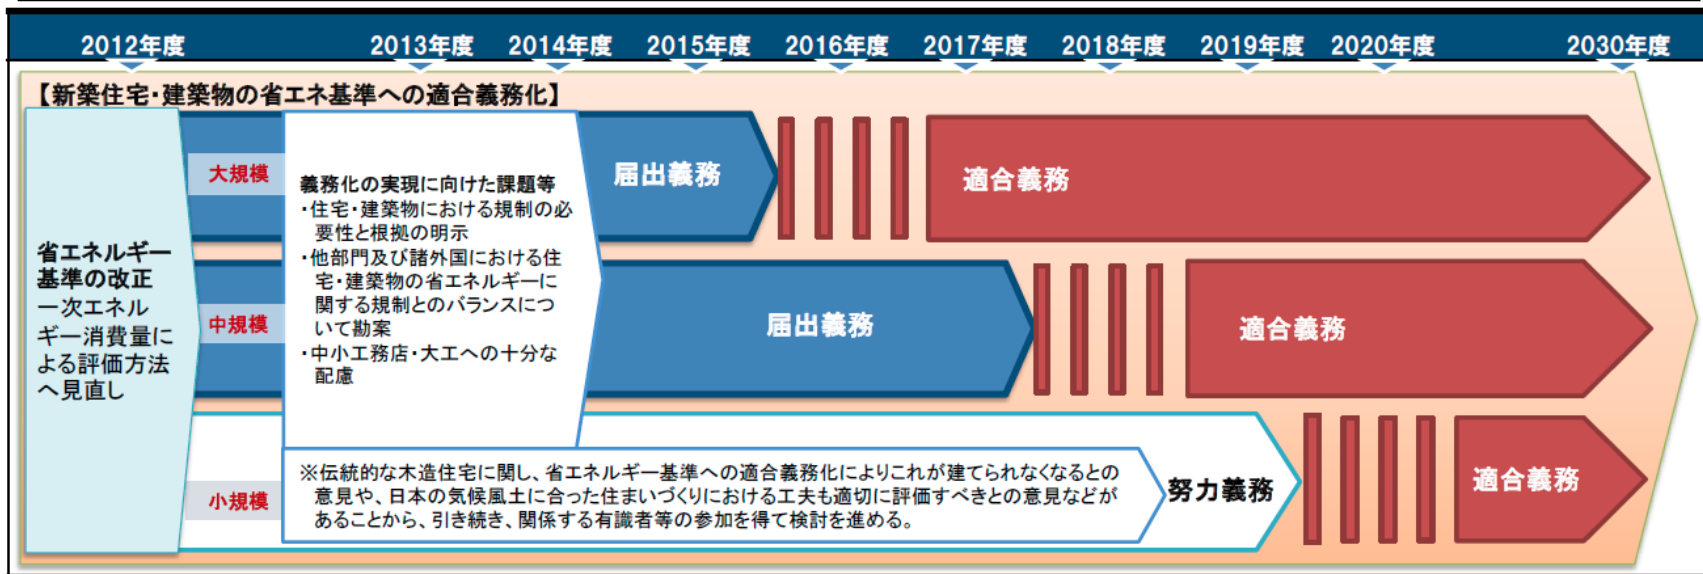 2012年度 2013年度 2014年度 2015年度 2016年度 2017年度 2018年度 2019年度 2020年度 2030年度
【新築住宅・建築物の省エネ基準への適合義務化】
省エネルギー
基準の改正
一次エネル
ギー消費量に
よる評価方法
へ見直し
大規模
義務化の実現に向けた課題等
・住宅・建築物における規制の必
要性と根拠の明示
・他部門及び諸外国における住
宅・建築物の省エネルギーに
関する規制とのバランスにつ
いて勘案
・中小工務店・大工への十分な
配慮
届出義務
適合義務
中規模
届出義務
適合義務
小規模
※伝統的な木造住宅に関し、省エネルギー基準への適合義務化によりこれが建てられなくなるとの
意見や、日本の気候風土に合った住まいづくりにおける工夫も適切に評価すべきとの意見などが
あることから、引き続き、関係する有識者等の参加を得て検討を進める。
努力義務
適合義務